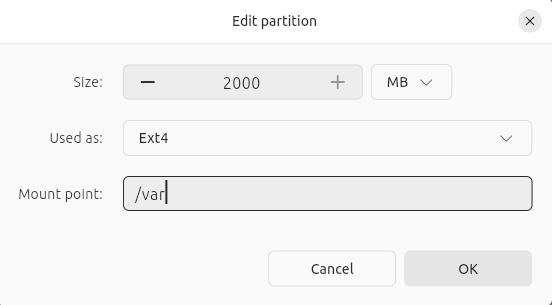 Edit partition
Size: 2000 MB
Used as: Ext4
Mount point: /var
Cancel OK